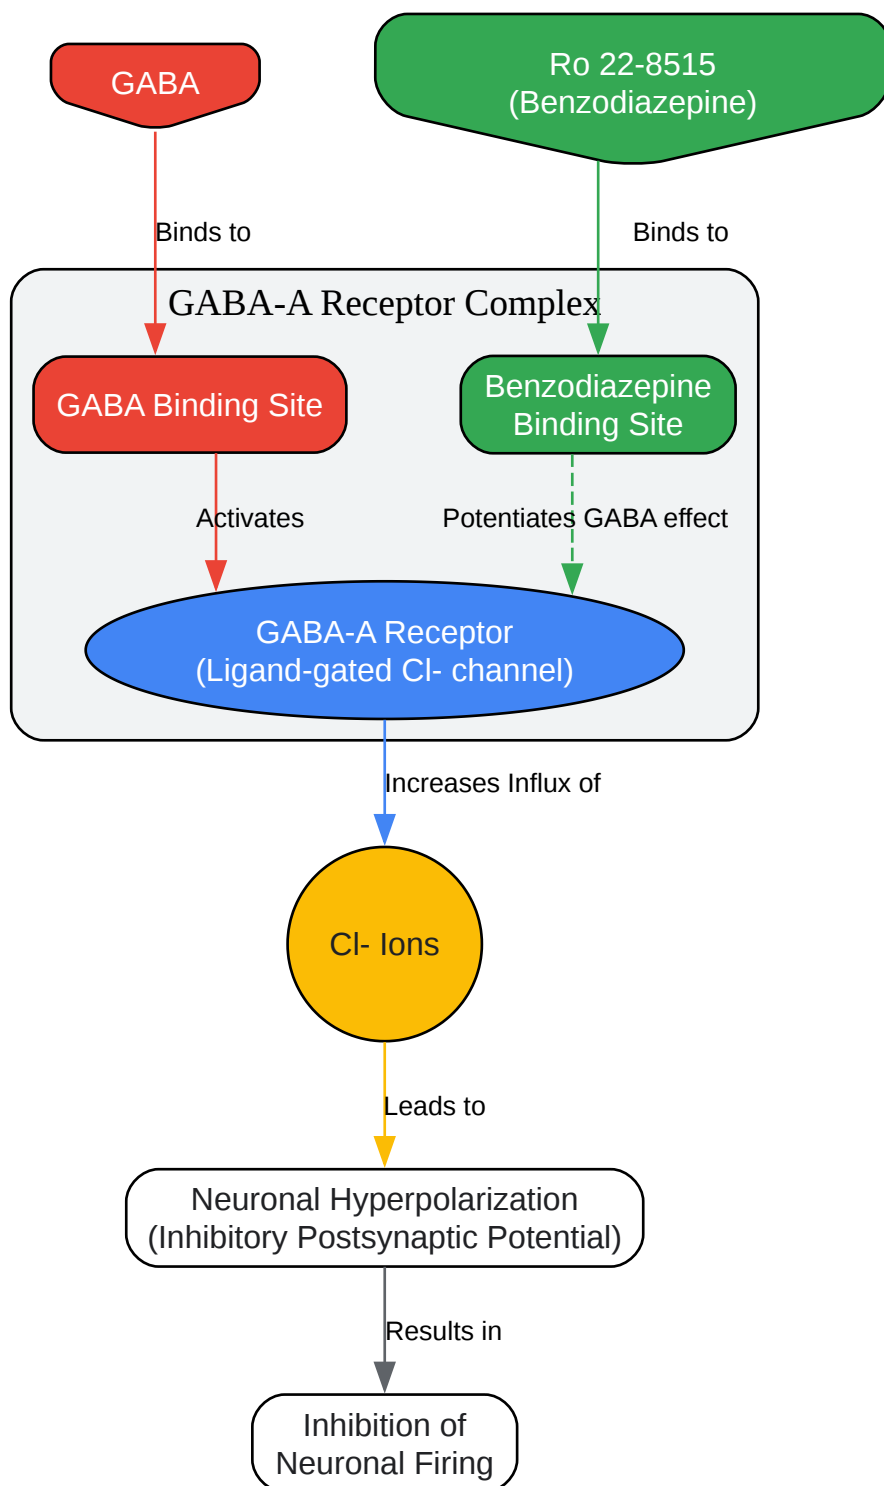 GABA
Ro 22-8515
(Benzodiazepine)
Binds to
Binds to
GABA-A Receptor Complex
GABA Binding Site
Benzodiazepine
Binding Site
Activates
Potentiates GABA effect
GABA-A Receptor
(Ligand-gated Cl- channel)
Increases Influx of
Cl- Ions
Leads to
Neuronal Hyperpolarization
(Inhibitory Postsynaptic Potential)
Results in
Inhibition of
Neuronal Firing